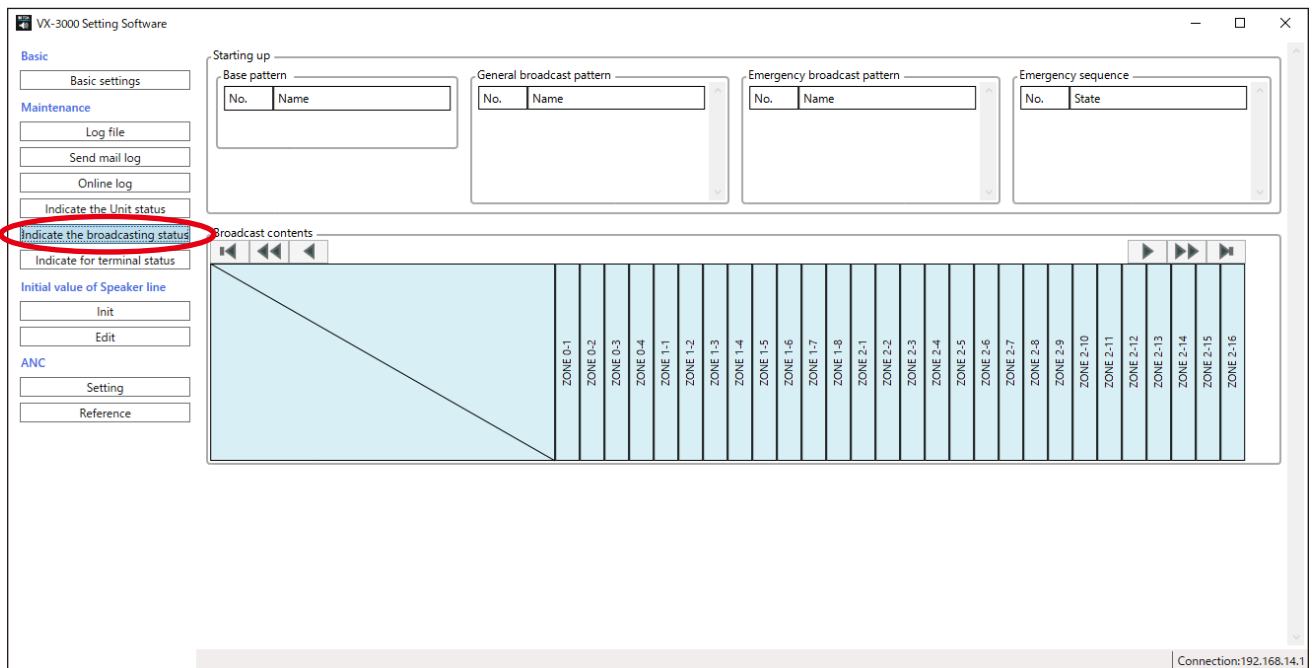 VX-3000 Setting Software
Basic
Basic settings
Maintenance
Log file
Send mail log
Online log
Indicate the Unit status
Indicate the broadcasting status
Indicate for terminal status
Initial value of Speaker line
Init
Edit
ANC
Setting
Reference
Starting up
Base pattern
No. Name
General broadcast pattern
No. Name
Emergency broadcast pattern
No. Name
Emergency sequence
No. State
Broadcast contents
ZONE 0-1
ZONE 0-2
ZONE 0-3
ZONE 0-4
ZONE 1-1
ZONE 1-2
ZONE 1-3
ZONE 1-4
ZONE 1-5
ZONE 1-6
ZONE 1-7
ZONE 1-8
ZONE 2-1
ZONE 2-2
ZONE 2-3
ZONE 2-4
ZONE 2-5
ZONE 2-6
ZONE 2-7
ZONE 2-8
ZONE 2-9
ZONE 2-10
ZONE 2-11
ZONE 2-12
ZONE 2-13
ZONE 2-14
ZONE 2-15
ZONE 2-16
Connection:192.168.14.1